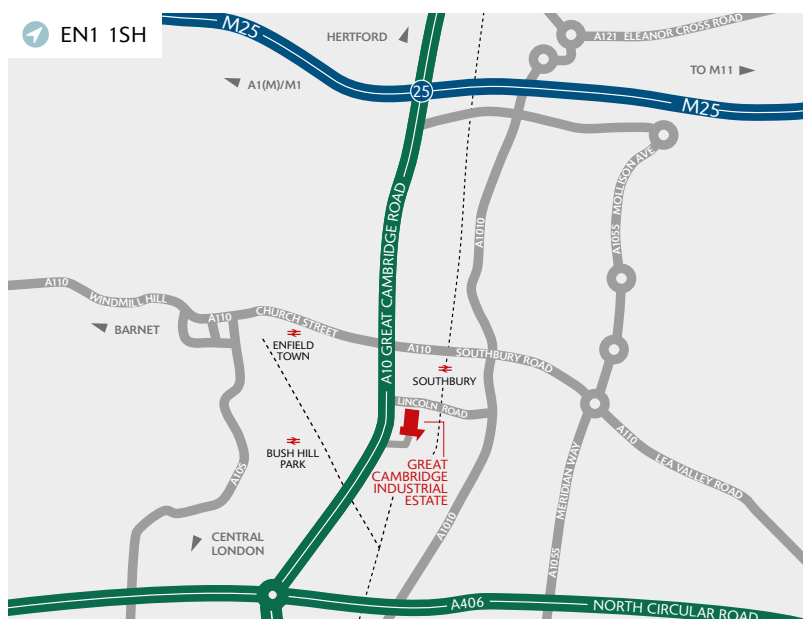 EN1 1SH
M25
HERTFORD
A121 ELEANOR CROSS ROAD
A1(M)/M1
25
TO M11
M25
MOLLISON AVE
A1055
A1010
A10 GREAT CAMBRIDGE ROAD
A110
WINDMILL HILL
A110
CHURCH STREET
BARNET
ENFIELD
TOWN
A110
SOUTHBURY ROAD
SOUTHBURY
LINCOLN ROAD
BUSH HILL
PARK
A105
GREAT
CAMBRIDGE
INDUSTRIAL
ESTATE
A110
LEA VALLEY ROAD
MERIDIAN WAY
A1055
A1010
CENTRAL
LONDON
A406
NORTH CIRCULAR ROAD